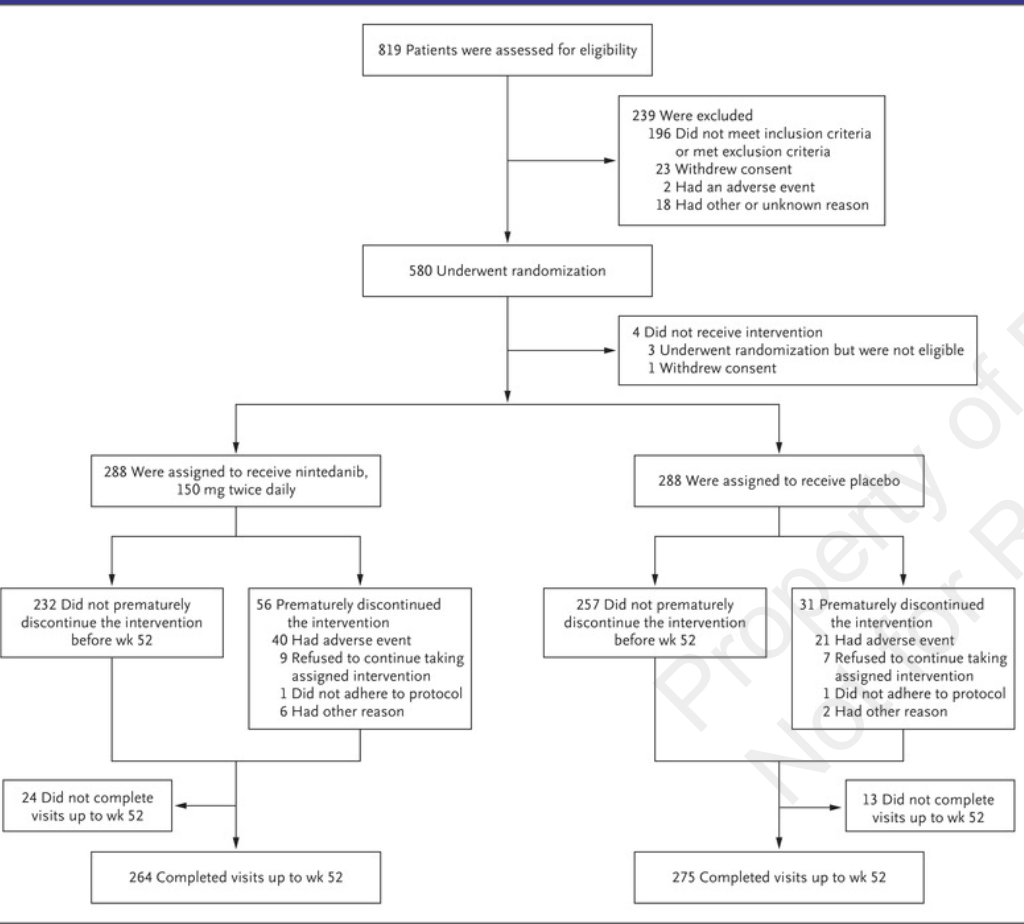 819 Patients were assessed for eligibility
239 Were excluded
196 Did not meet inclusion criteria
or met exclusion criteria
23 Withdrew consent
2 Had an adverse event
18 Had other or unknown reason
580 Underwent randomization
4 Did not receive intervention
3 Underwent randomization but were not eligible
1 Withdrew consent
288 Were assigned to receive nintedanib,
150 mg twice daily
288 Were assigned to receive placebo
232 Did not prematurely
discontinue the intervention
before wk 52
56 Prematurely discontinued
the intervention
40 Had adverse event
9 Refused to continue taking
assigned intervention
1 Did not adhere to protocol
6 Had other reason
257 Did not prematurely
discontinue the intervention
before wk 52
31 Prematurely discontinued
the intervention
21 Had adverse event
7 Refused to continue taking
assigned intervention
1 Did not adhere to protocol
2 Had other reason
24 Did not complete
visits up to wk 52
13 Did not complete
visits up to wk 52
264 Completed visits up to wk 52
275 Completed visits up to wk 52
Property of
Not for